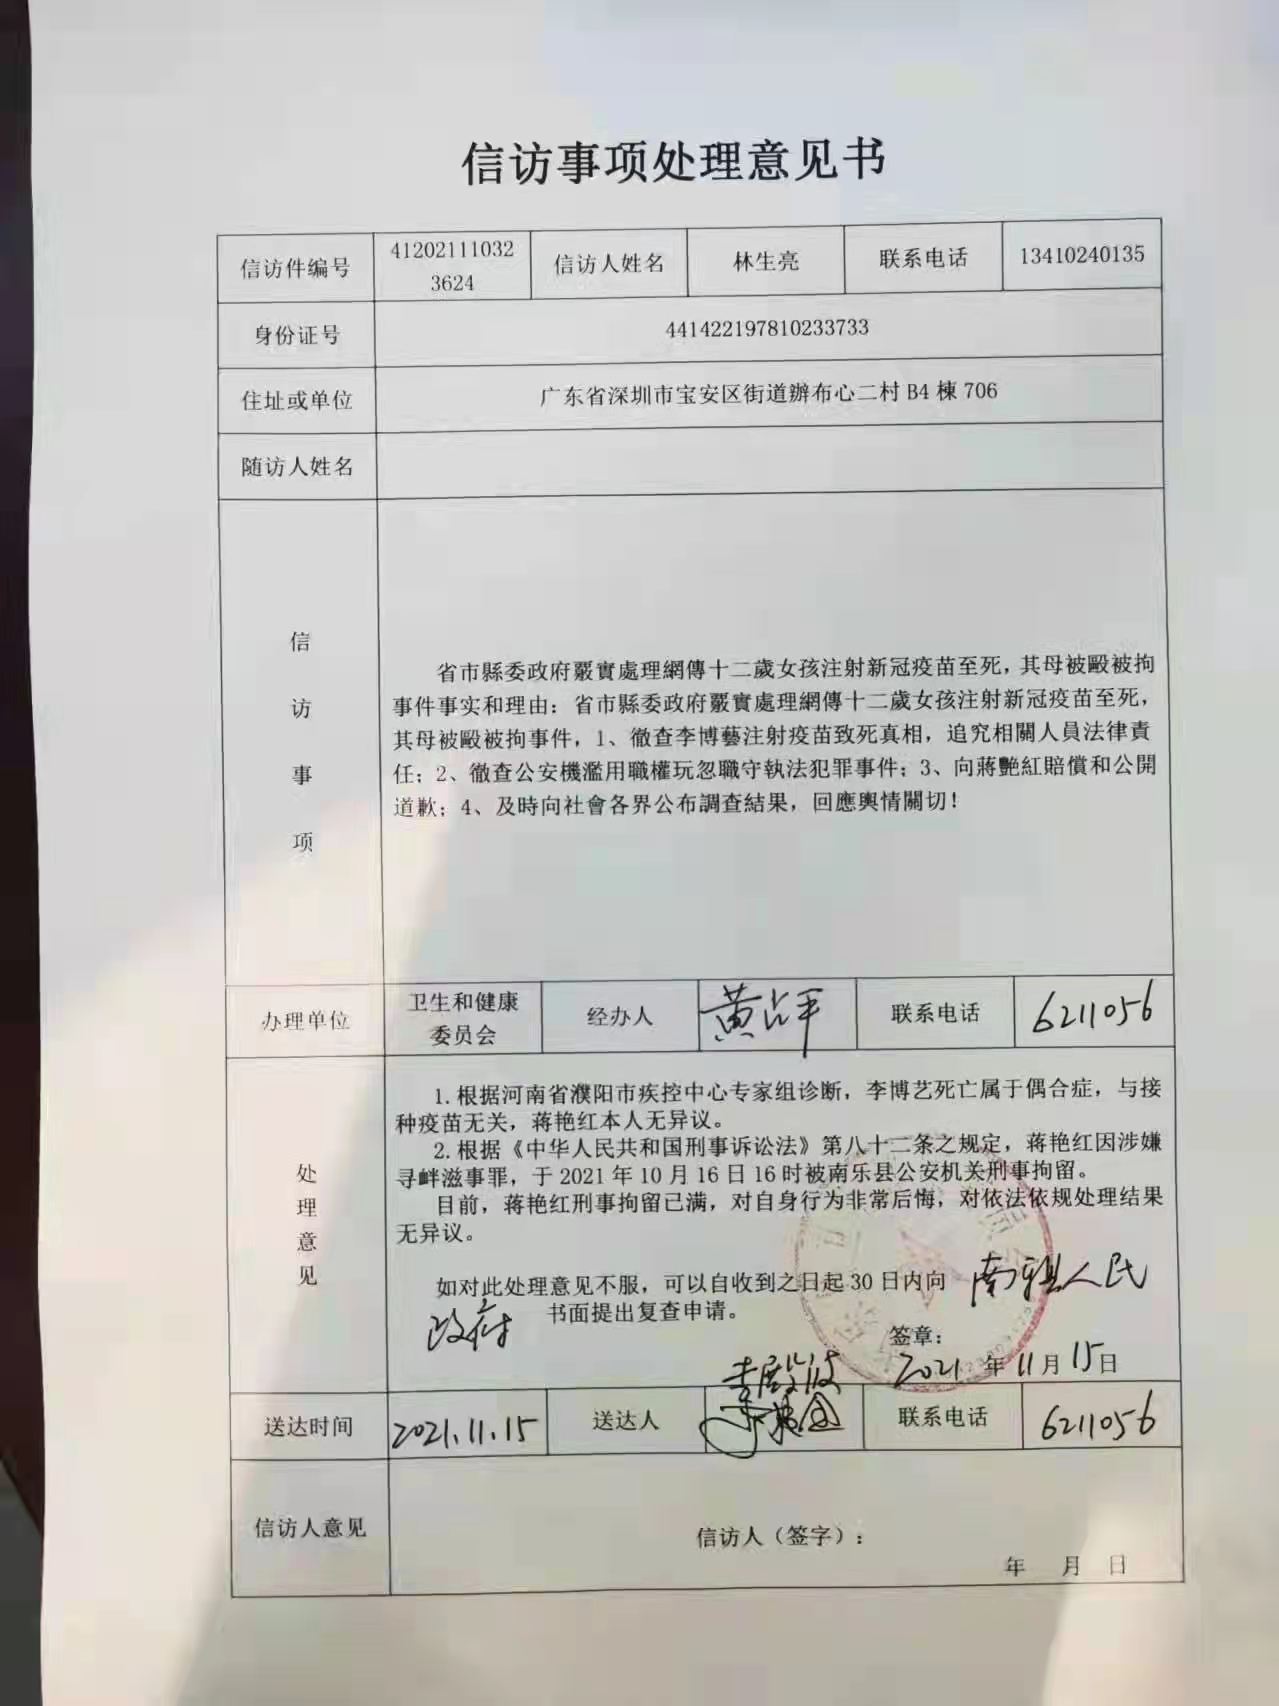 信访事项处理意见书
信访件编号 41202111032 信访人姓名 林生亮 联系电话 13410240135
3624
身份证号 441422197810233733
住址或单位 广东省深圳市宝安区街道辦布心二村 B4 棟 706
随访人姓名
信访事项
省市縣委政府嚴實處理網傳十二歲女孩注射新冠疫苗至死，其母被毆被拘
事件事实和理由：省市縣委政府嚴實處理網傳十二歲女孩注射新冠疫苗至死，
其母被毆被拘事件，1、徹查李博藝注射疫苗致死真相，追究相關人員法律責
任；2、徹查公安機濫用職權玩忽職守執法犯罪事件；3、向蔣艷紅賠償和公開
道歉；4、及時向社會各界公布調查結果，回應輿情關切！
办理单位 卫生和健康 经办人 黄占平 联系电话 6211056
委员会
处理意见
1.根据河南省濮阳市疾控中心专家组诊断，李博艺死亡属于偶合症，与接
种疫苗无关，蒋艳红本人无异议。
2.根据《中华人民共和国刑事诉讼法》第八十二条之规定，蒋艳红因涉嫌
寻衅滋事罪，于 2021 年 10 月 16 日 16 时被南乐县公安机关刑事拘留。
目前，蒋艳红刑事拘留已满，对自身行为非常后悔，对依法依规处理结果
无异议。
如对此处理意见不服，可以自收到之日起 30 日内向 南乐县人民
政府 书面提出复查申请。
签章：
2021 年 11 月 15 日
送达时间 2021.11.15 送达人 联系电话 6211056
信访人意见 信访人（签字）：
年 月 日